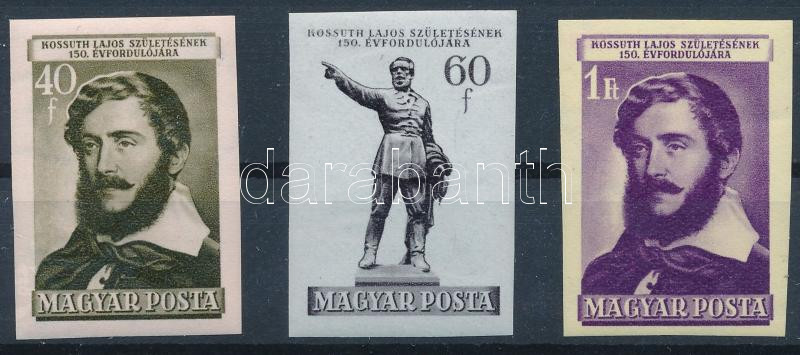 KOSSUTH LAJOS SZÜLETÉSÉNEK
150. ÉVFORDULÓJÁRA
40
f
MAGYAR POSTA
KOSSUTH LAJOS SZÜLETÉSÉNEK
150. ÉVFORDULÓJÁRA
60
f
MAGYAR POSTA
KOSSUTH LAJOS SZÜLETÉSÉNEK
150. ÉVFORDULÓJÁRA
1 Ft
MAGYAR POSTA
darabanth